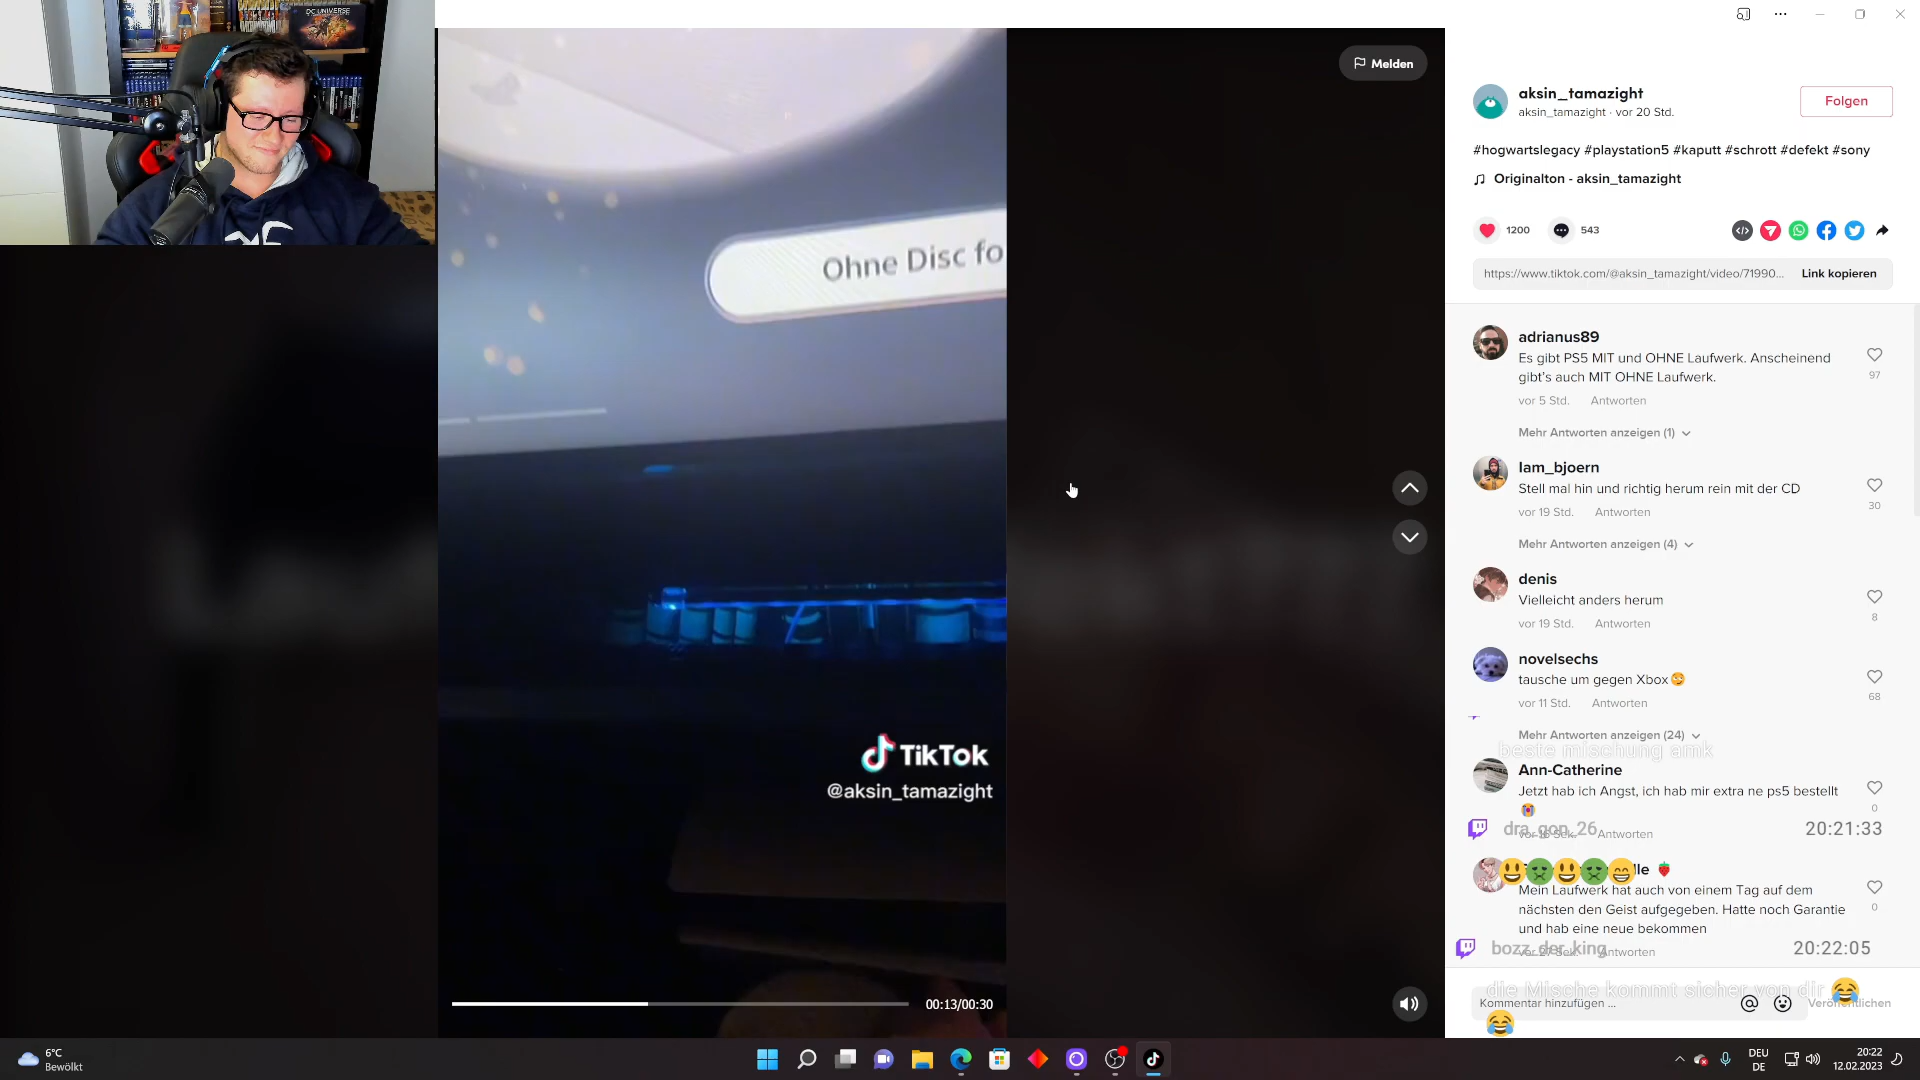 DC UNIVERSE
Melden
Ohne Disc fo
TikTok
@aksin_tamazight
00:13/00:30
aksin_tamazight
aksin_tamazight · vor 20 Std.
Folgen
#hogwartslegacy #playstation5 #kaputt #schrott #defekt #sony
Originalton - aksin_tamazight
1200
543
https://www.tiktok.com/@aksin_tamazight/video/71990...
Link kopieren
adrianus89
Es gibt PS5 MIT und OHNE Laufwerk. Anscheinend
gibt's auch MIT OHNE Laufwerk.
97
vor 5 Std. Antworten
Mehr Antworten anzeigen (1)
Iam_bjoern
Stell mal hin und richtig herum rein mit der CD
30
vor 19 Std. Antworten
Mehr Antworten anzeigen (4)
denis
Vielleicht anders herum
8
vor 19 Std. Antworten
novelsechs
tausche um gegen Xbox😳
68
vor 11 Std. Antworten
Mehr Antworten anzeigen (24)
beste mischung amk
Ann-Catherine
Jetzt hab ich Angst, ich hab mir extra ne ps5 bestellt
😭
0
dra_gon_26
20:21:33
Antworten
😃🤢😃🤢😁
lle 🍓
Mein Laufwerk hat auch von einem Tag auf dem
nächsten den Geist aufgegeben. Hatte noch Garantie
und hab eine neue bekommen
0
bozz_der_king
20:22:05
vor 27 Sek. Antworten
die Mische kommt sicher von dir 😂
😂
Kommentar hinzufügen ...
Veröffentlichen
6°C
Bewölkt
DEU
DE
20:22
12.02.2023